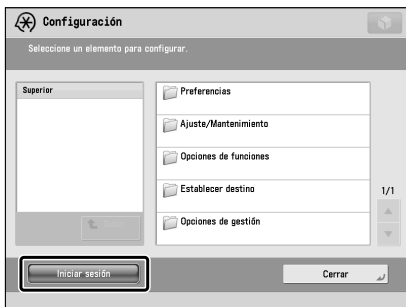 Configuración
Seleccione un elemento para configurar.
Superior
Preferencias
Ajuste/Mantenimiento
Opciones de funciones
Establecer destino
Opciones de gestión
1/1
Iniciar sesión
Cerrar